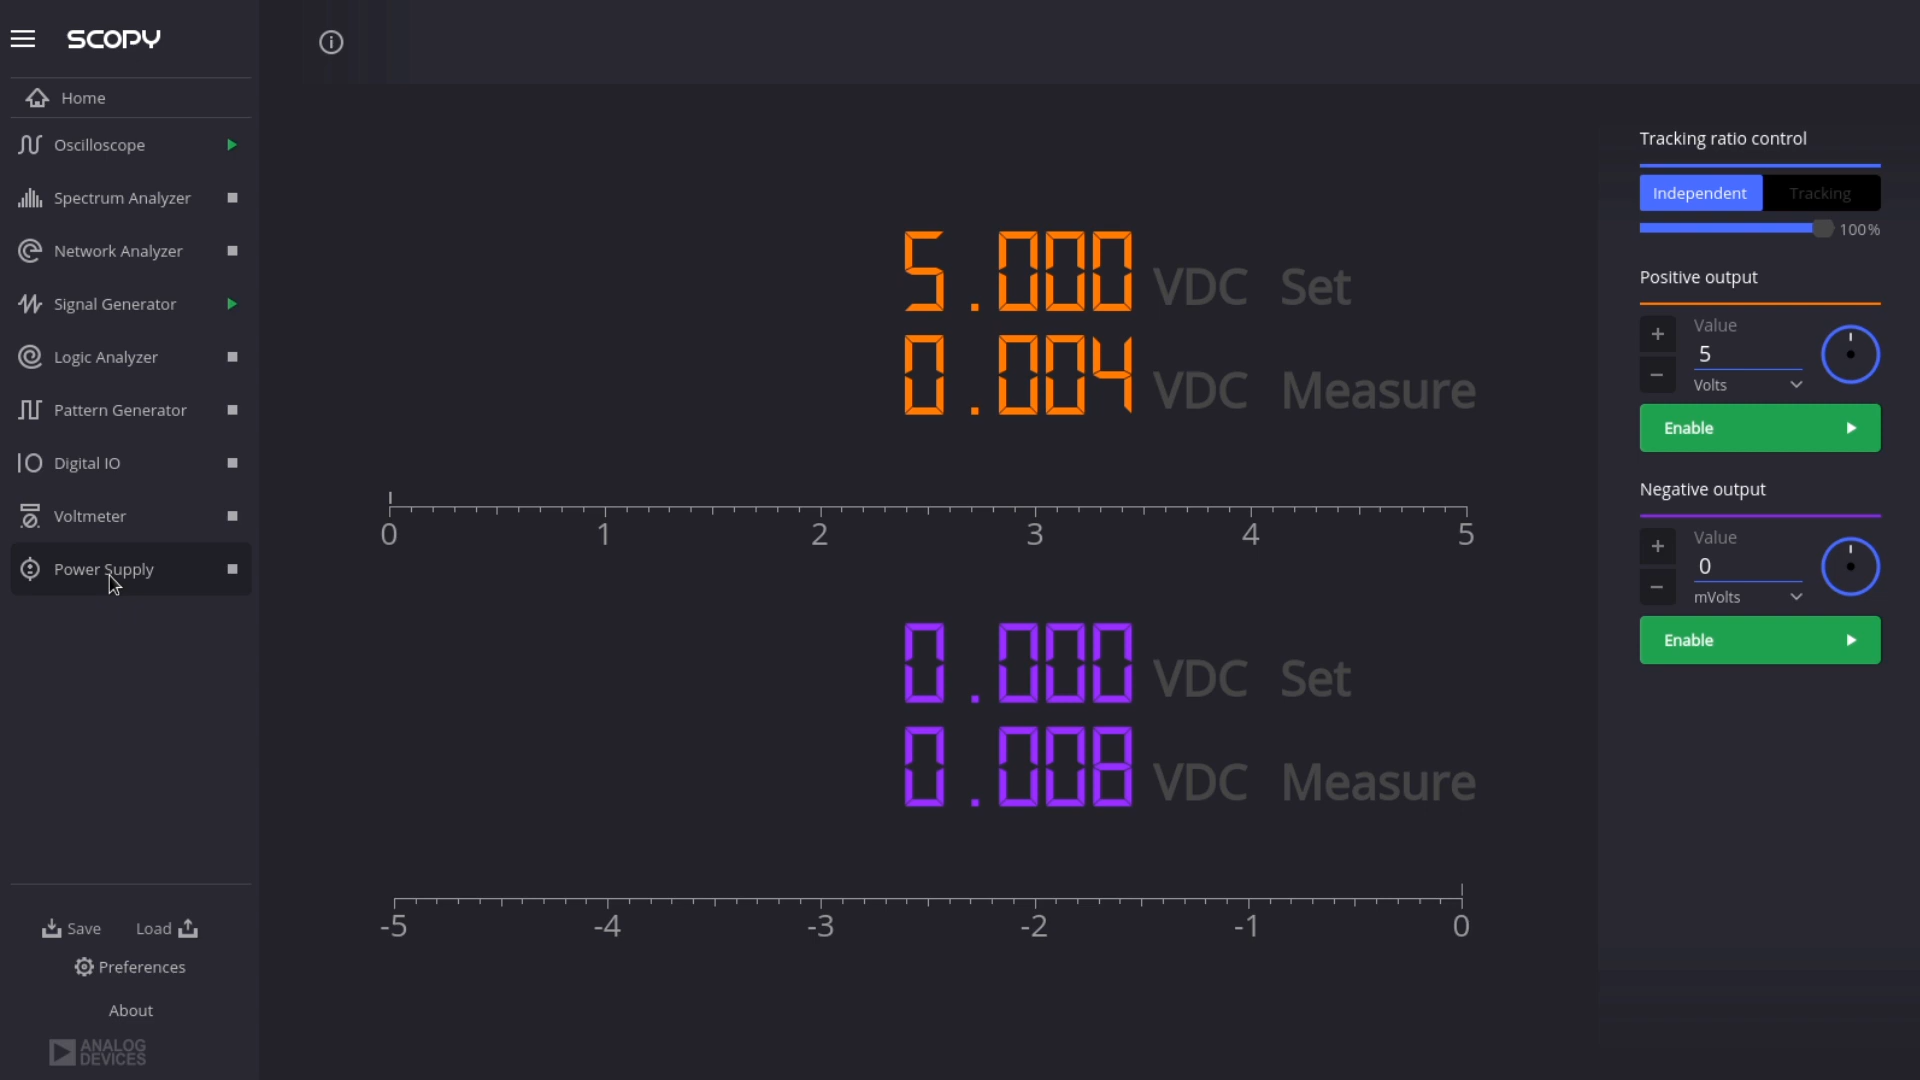 SCOPY
Home
Oscilloscope
Spectrum Analyzer
Network Analyzer
Signal Generator
Logic Analyzer
Pattern Generator
Digital IO
Voltmeter
Power Supply
Save Load
Preferences
About
ANALOG
DEVICES
5.000 VDC Set
0.004 VDC Measure
0 1 2 3 4 5
0.000 VDC Set
0.008 VDC Measure
-5 -4 -3 -2 -1 0
Tracking ratio control
Independent Tracking
100%
Positive output
+ Value
5
- Volts
Enable
Negative output
+ Value
0
- mVolts
Enable